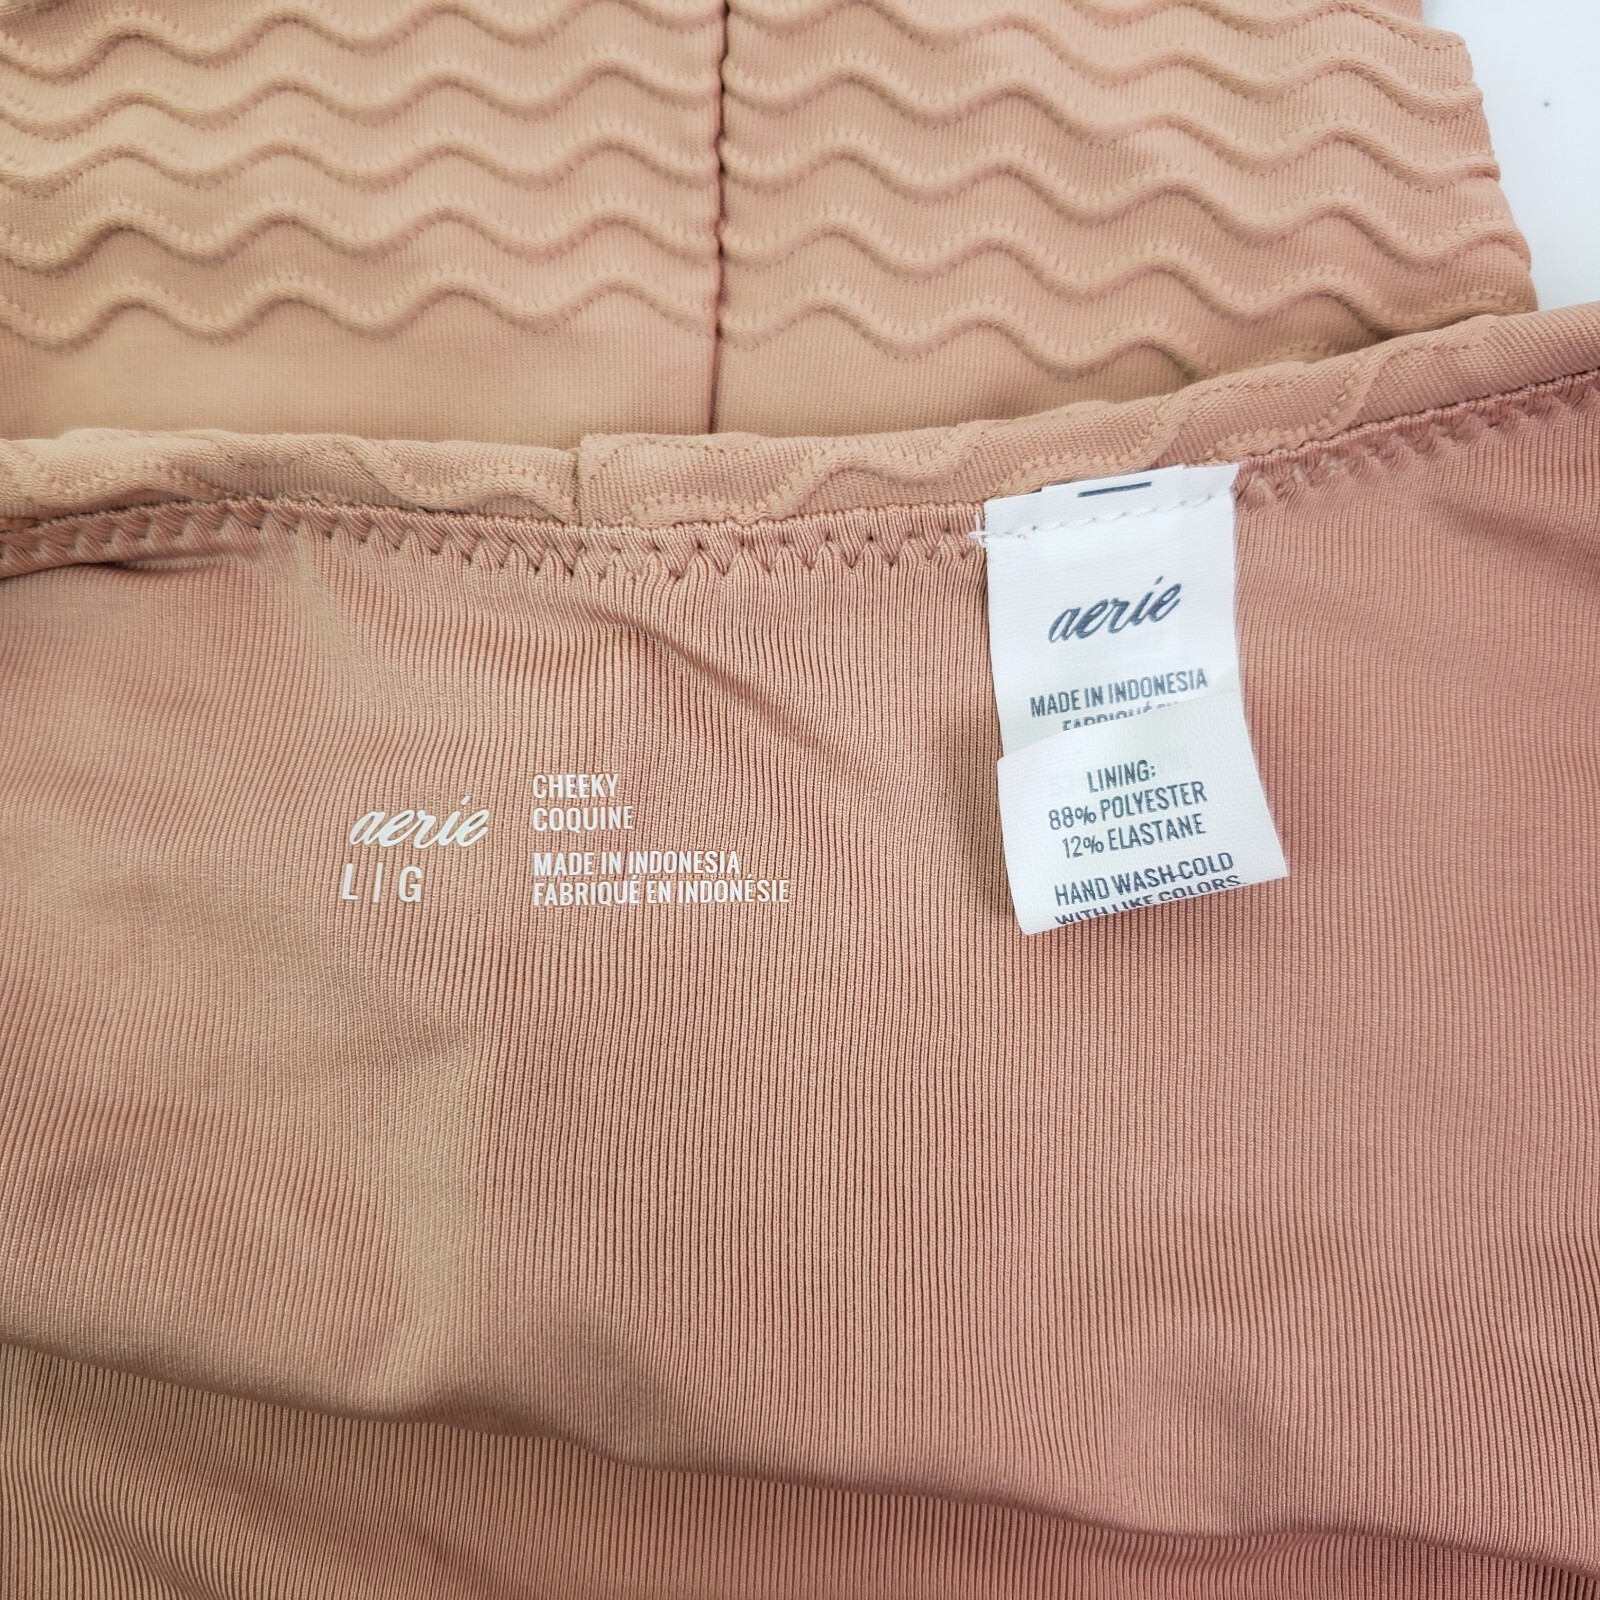 aerie
L|G
CHEEKY
COQUINE
MADE IN INDONESIA
FABRIQUÉ EN INDONÉSIE
aerie
MADE IN INDONESIA
FABRIQUÉ
LINING:
88% POLYESTER
12% ELASTANE
HAND WASH-COLD
WITH LIKE COLORS.